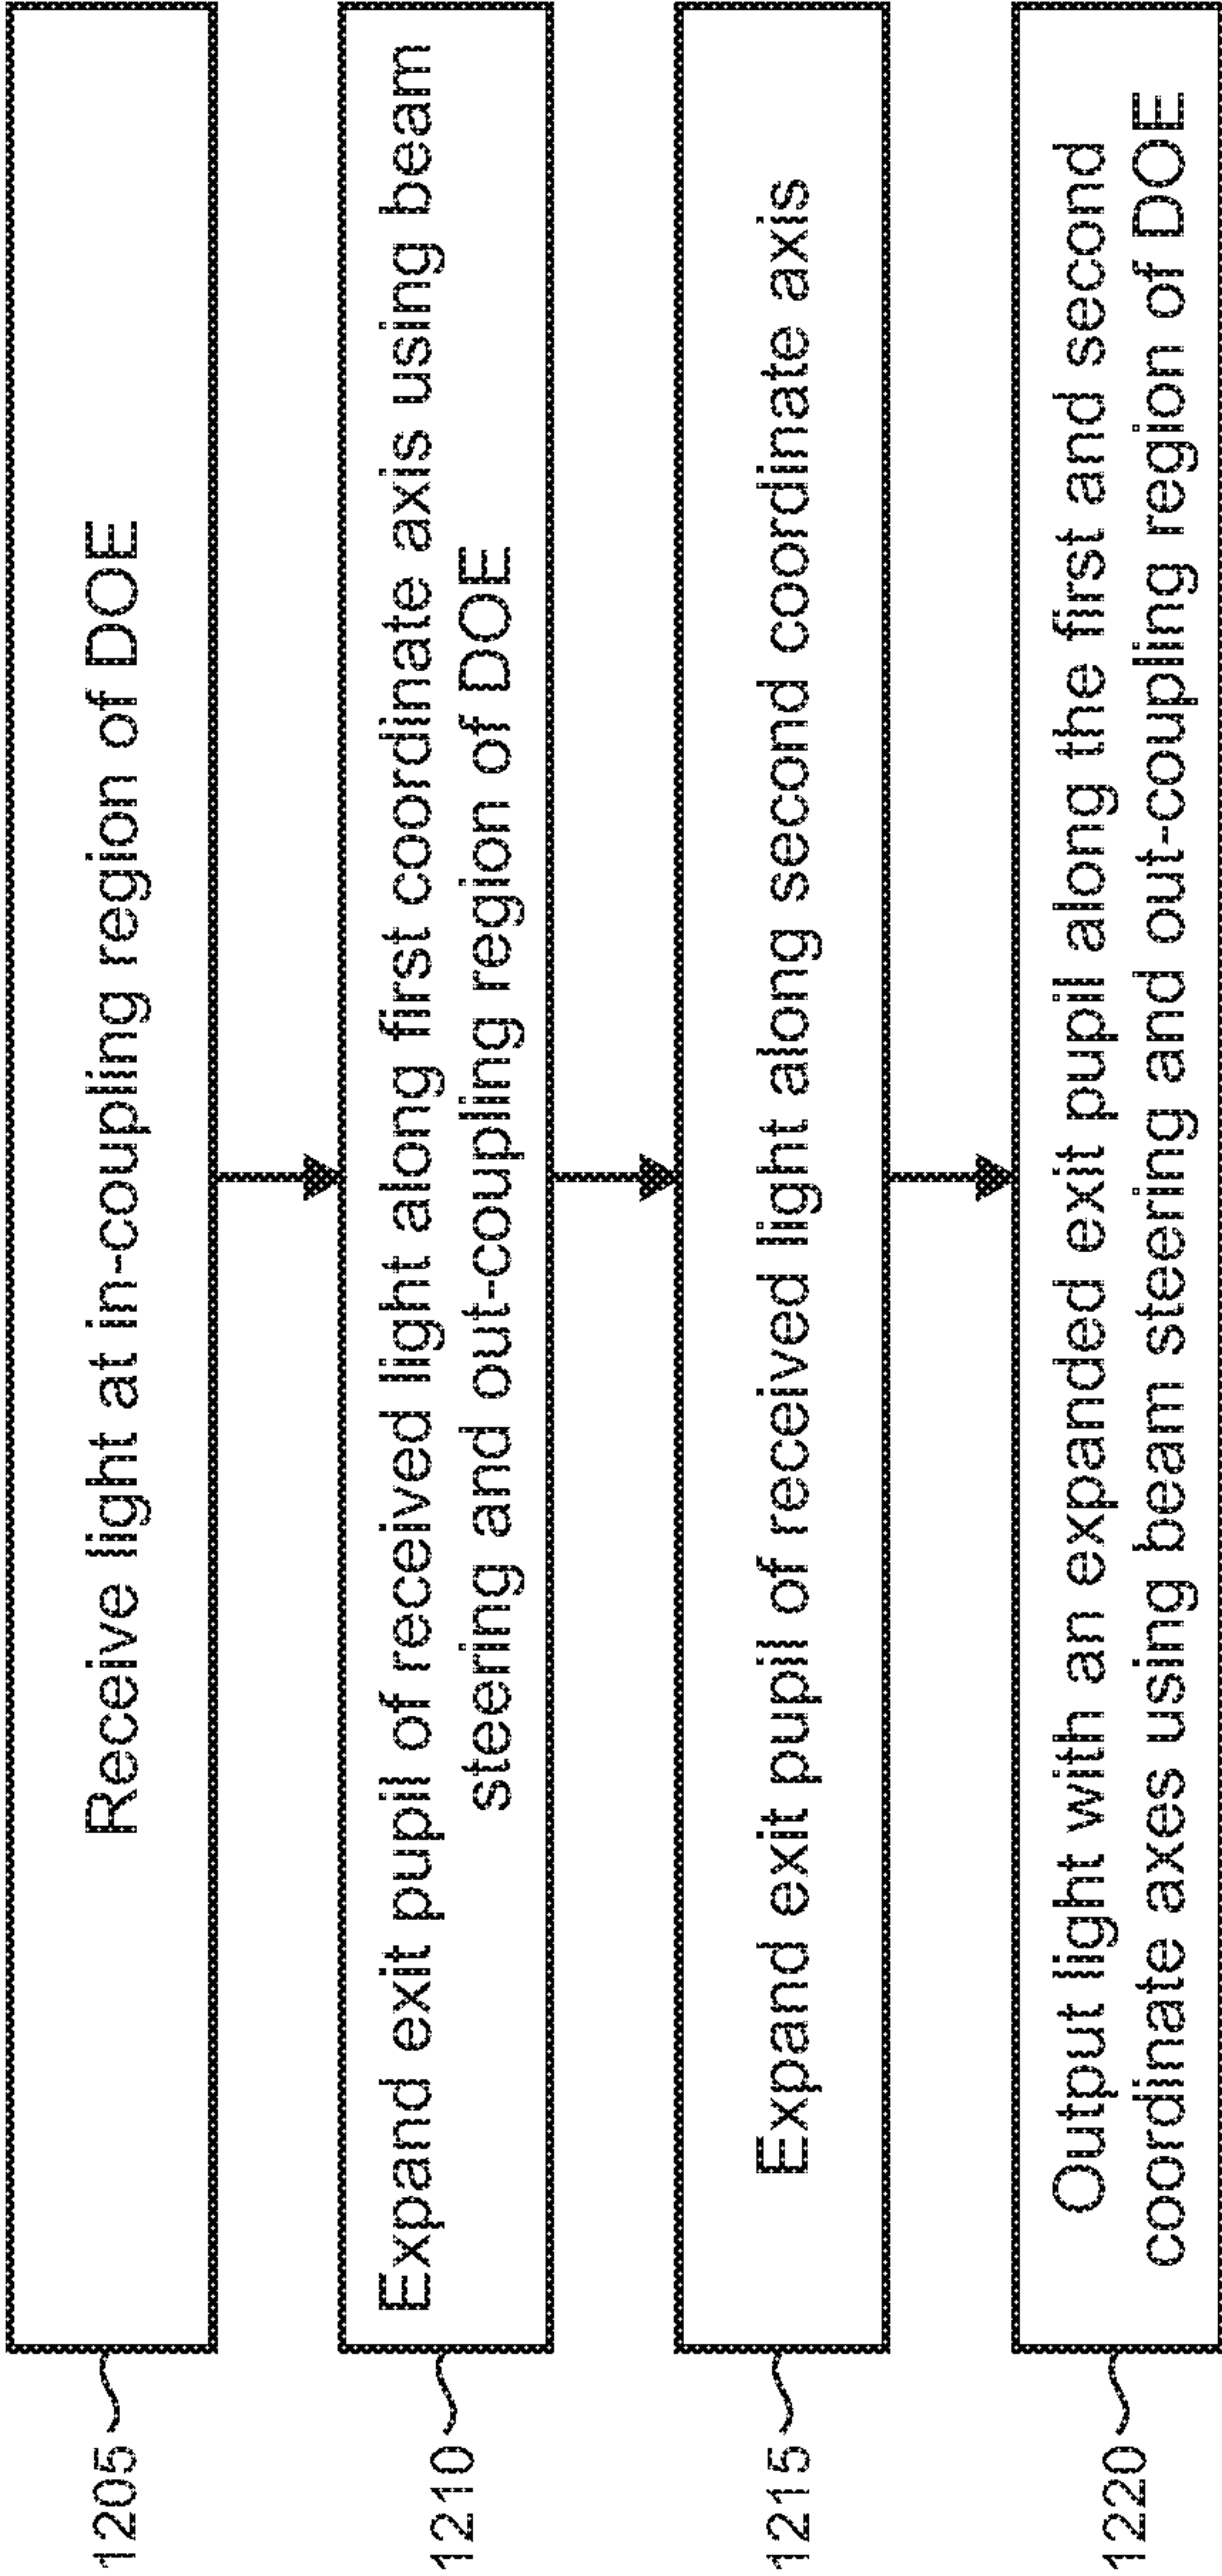 1205
Receive light at in-coupling region of DOE
1210
Expand exit pupil of received light along first coordinate axis using beam
steering and out-coupling region of DOE
1215
Expand exit pupil of received light along second coordinate axis
1220
Output light with an expanded exit pupil along the first and second
coordinate axes using beam steering and out-coupling region of DOE